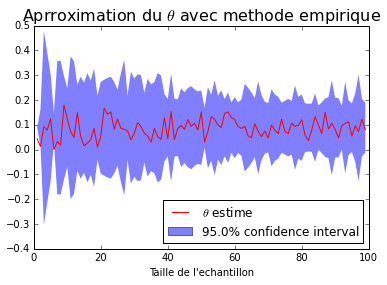 Aprroximation du θ avec methode empirique
0.5
0.4
0.3
0.2
0.1
0.0
−0.1
−0.2
−0.3
−0.4
θ estime
95.0% confidence interval
0 20 40 60 80 100
Taille de l'echantillon